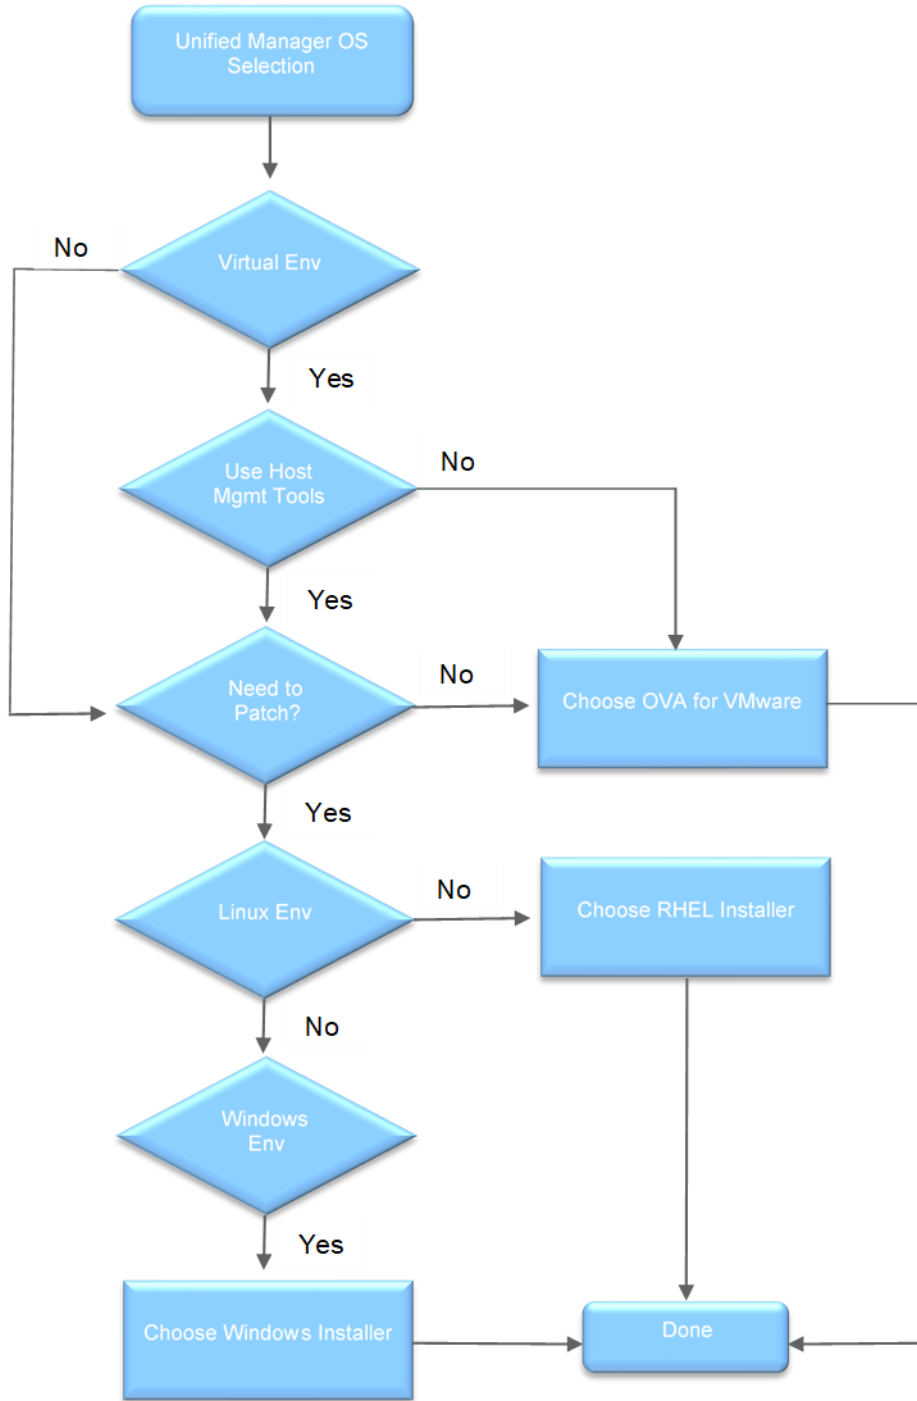 Unified Manager OS
Selection
No
Virtual Env
Yes
Use Host
Mgmt Tools
No
Yes
Need to
Patch?
No
Choose OVA for VMware
Yes
Linux Env
No
Choose RHEL Installer
No
Windows
Env
Yes
Choose Windows Installer
Done